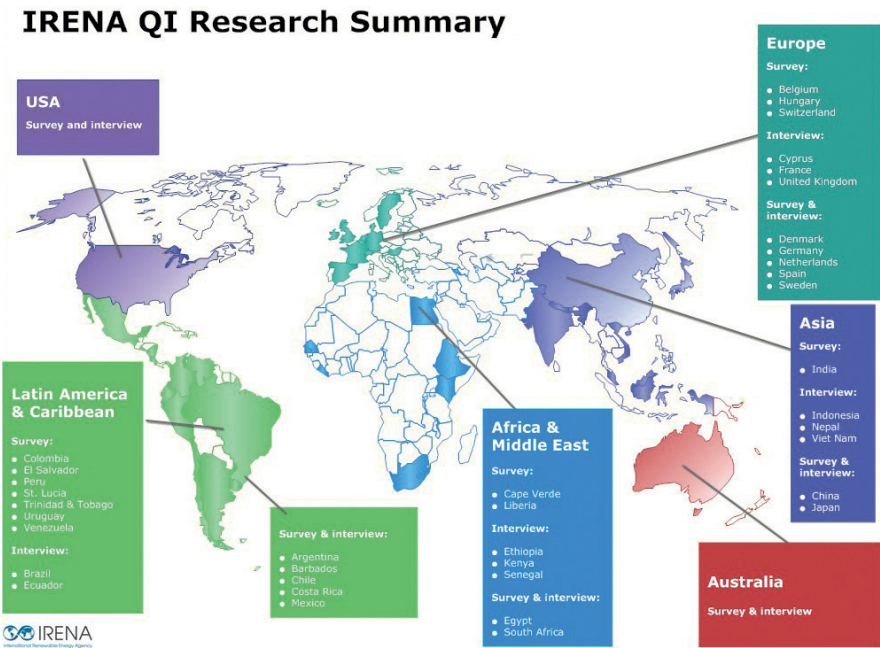 IRENA QI Research Summary
USA
Survey and interview
Europe
Survey:
Belgium
Hungary
Switzerland
Interview:
Cyprus
France
United Kingdom
Survey &
interview:
Denmark
Germany
Netherlands
Spain
Sweden
Asia
Survey:
India
Interview:
Indonesia
Nepal
Viet Nam
Survey &
interview:
China
Japan
Latin America
& Caribbean
Survey:
Colombia
El Salvador
Peru
St. Lucia
Trinidad & Tobago
Uruguay
Venezuela
Interview:
Brazil
Ecuador
Survey & interview:
Argentina
Barbados
Chile
Costa Rica
Mexico
Africa &
Middle East
Survey:
Cape Verde
Liberia
Interview:
Ethiopia
Kenya
Senegal
Survey & interview:
Egypt
South Africa
Australia
Survey & interview
IRENA
International Renewable Energy Agency